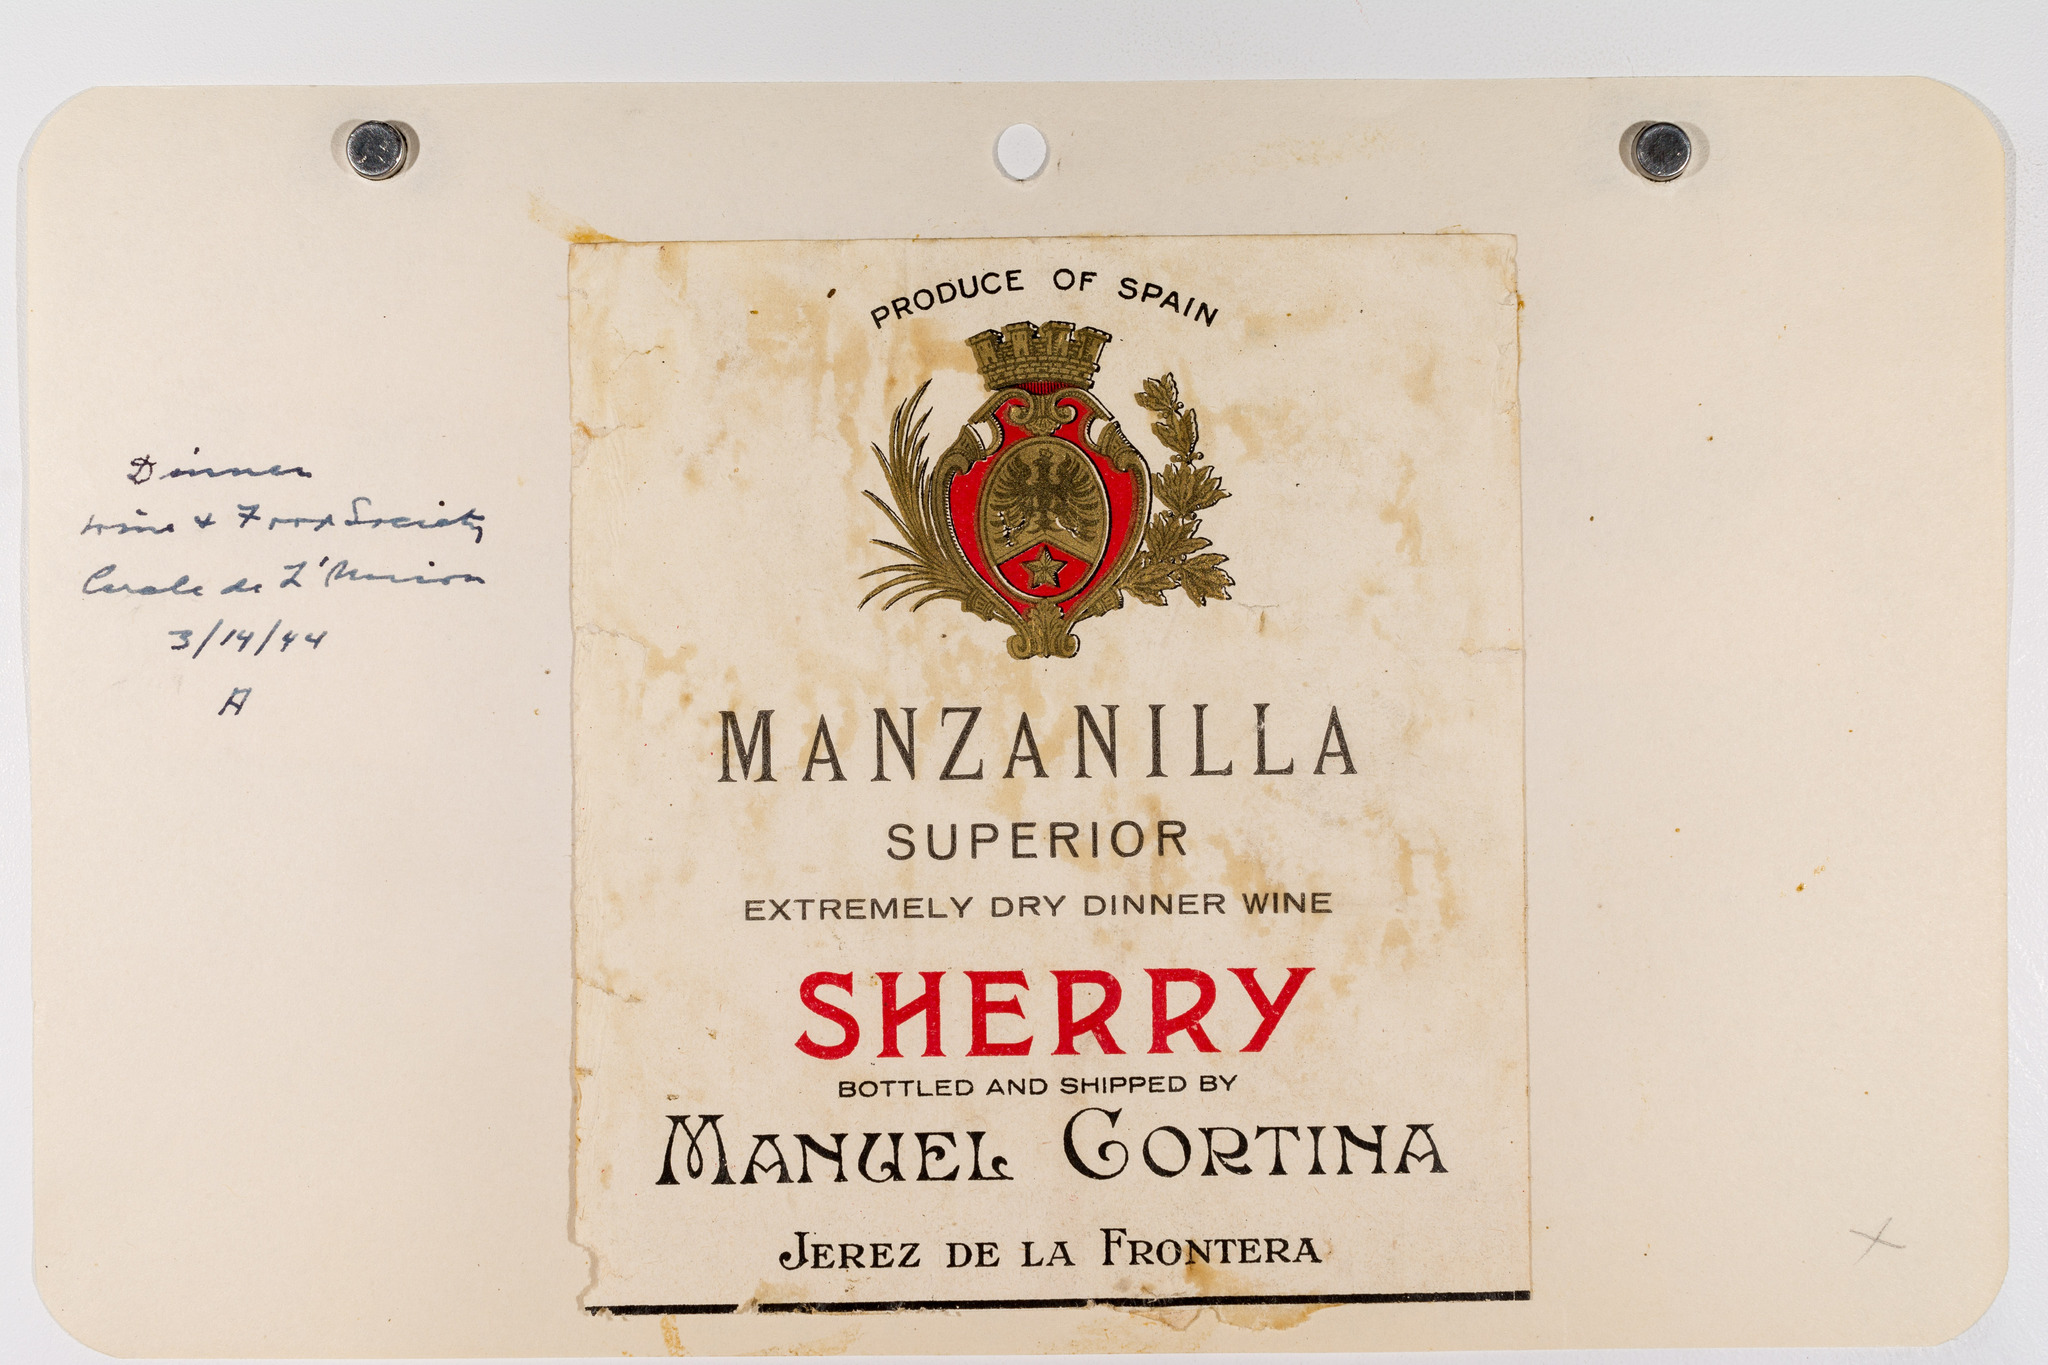 Dinner
Wine & Food Society
Cercle de L'Union
3/14/44
A
PRODUCE OF SPAIN
MANZANILLA
SUPERIOR
EXTREMELY DRY DINNER WINE
SHERRY
BOTTLED AND SHIPPED BY
MANUEL CORTINA
JEREZ DE LA FRONTERA
X